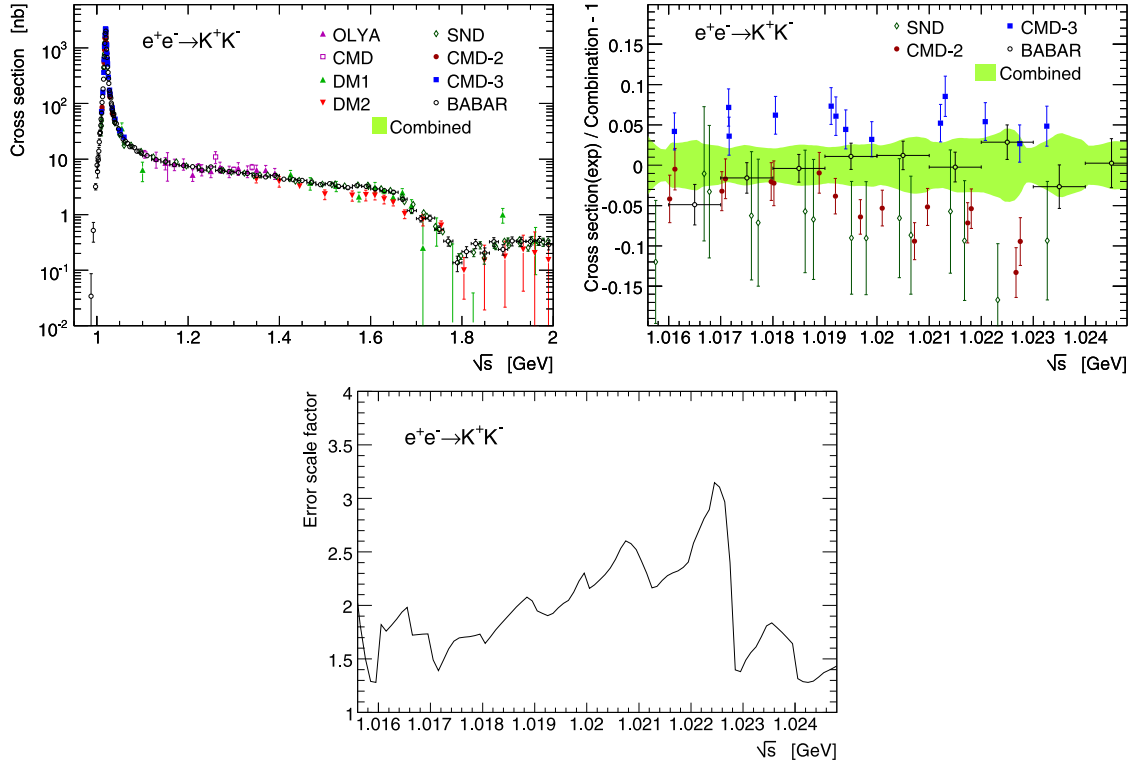 Cross section [nb]
e⁺e⁻→K⁺K⁻
OLYA
CMD
DM1
DM2
SND
CMD-2
CMD-3
BABAR
Combined
10³
10²
10
1
10⁻¹
10⁻²
1 1.2 1.4 1.6 1.8 2
√s [GeV]
Cross section(exp) / Combination - 1
e⁺e⁻→K⁺K⁻
SND
CMD-2
CMD-3
BABAR
Combined
0.15
0.1
0.05
0
-0.05
-0.1
-0.15
1.016 1.017 1.018 1.019 1.02 1.021 1.022 1.023 1.024
√s [GeV]
Error scale factor
e⁺e⁻→K⁺K⁻
4
3.5
3
2.5
2
1.5
1
1.016 1.017 1.018 1.019 1.02 1.021 1.022 1.023 1.024
√s [GeV]